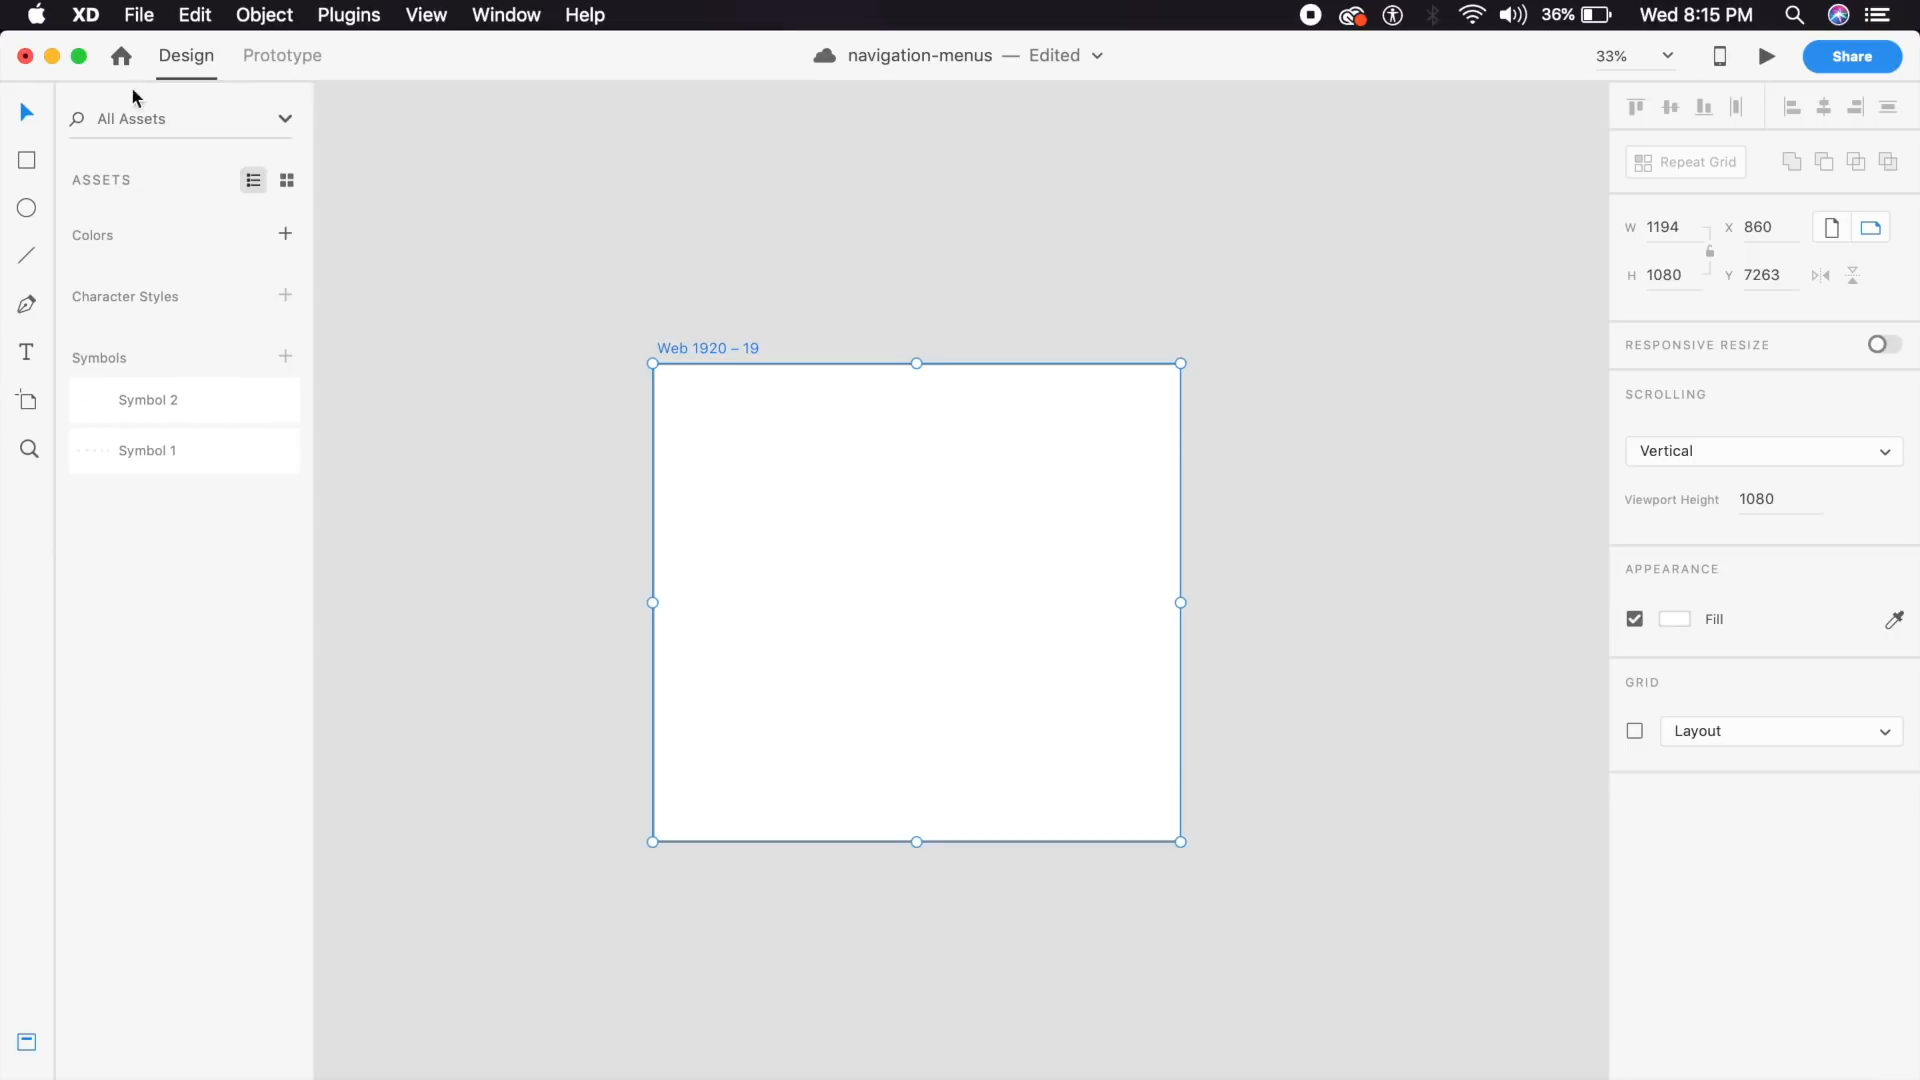 XD File Edit Object Plugins View Window Help 36% Wed 8:15 PM
Design Prototype navigation-menus — Edited 33% Share
All Assets
ASSETS
Colors
Character Styles
Symbols
Symbol 2
Symbol 1
Web 1920 – 19
Repeat Grid
W 1194 X 860
H 1080 Y 7263
RESPONSIVE RESIZE
SCROLLING
Vertical
Viewport Height 1080
APPEARANCE
Fill
GRID
Layout